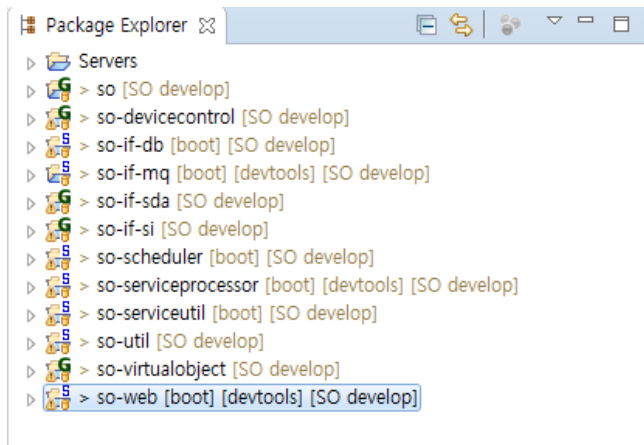 Package Explorer
Servers
> so [SO develop]
> so-devicecontrol [SO develop]
> so-if-db [boot] [SO develop]
> so-if-mq [boot] [devtools] [SO develop]
> so-if-sda [SO develop]
> so-if-si [SO develop]
> so-scheduler [boot] [SO develop]
> so-serviceprocessor [boot] [devtools] [SO develop]
> so-serviceutil [boot] [SO develop]
> so-util [SO develop]
> so-virtualobject [SO develop]
> so-web [boot] [devtools] [SO develop]